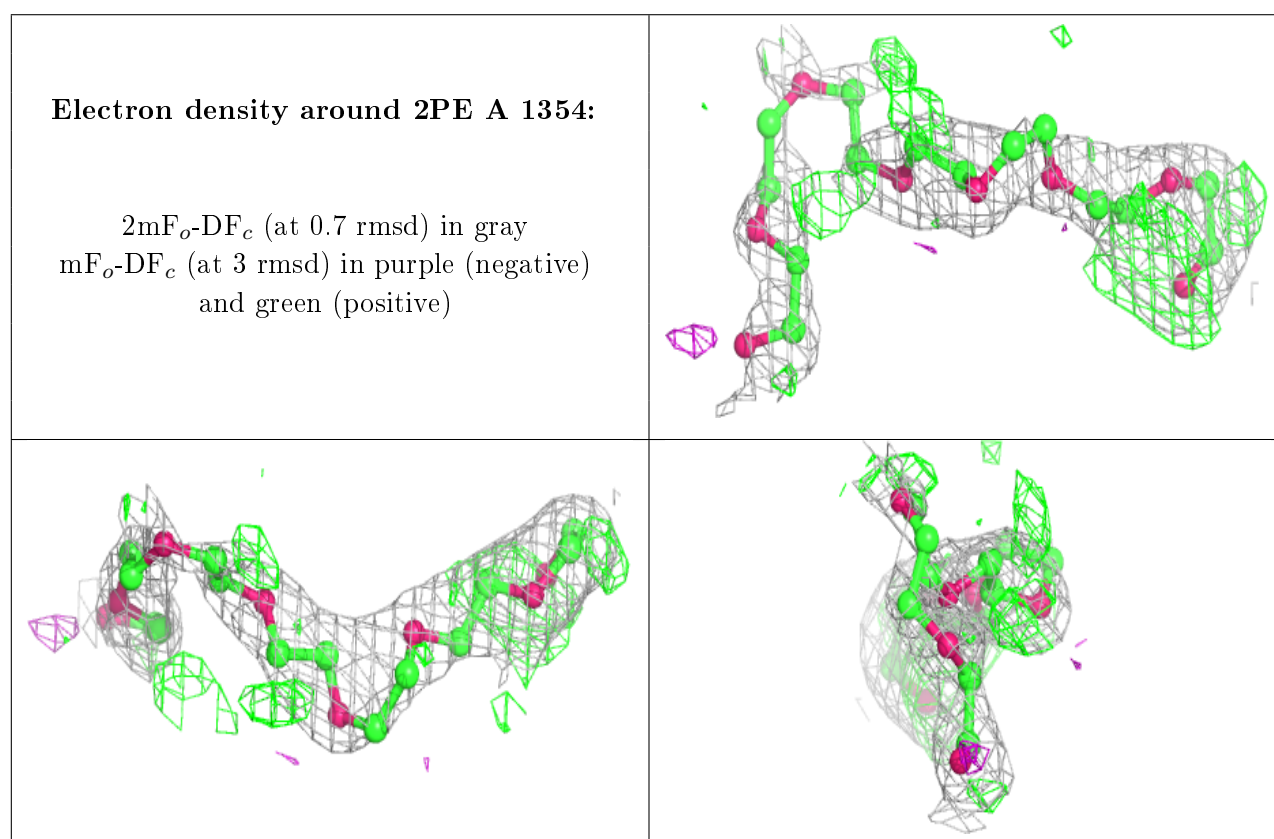 Electron density around 2PE A 1354:
2mFₒ-DF𝒸 (at 0.7 rmsd) in gray
mFₒ-DF𝒸 (at 3 rmsd) in purple (negative)
and green (positive)